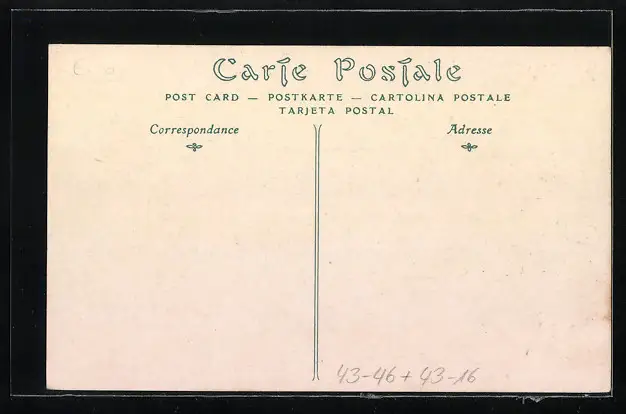 Carte Postale
POST CARD — POSTKARTE — CARTOLINA POSTALE
TARJETA POSTAL
Correspondance
Adresse
43-46 + 43-16